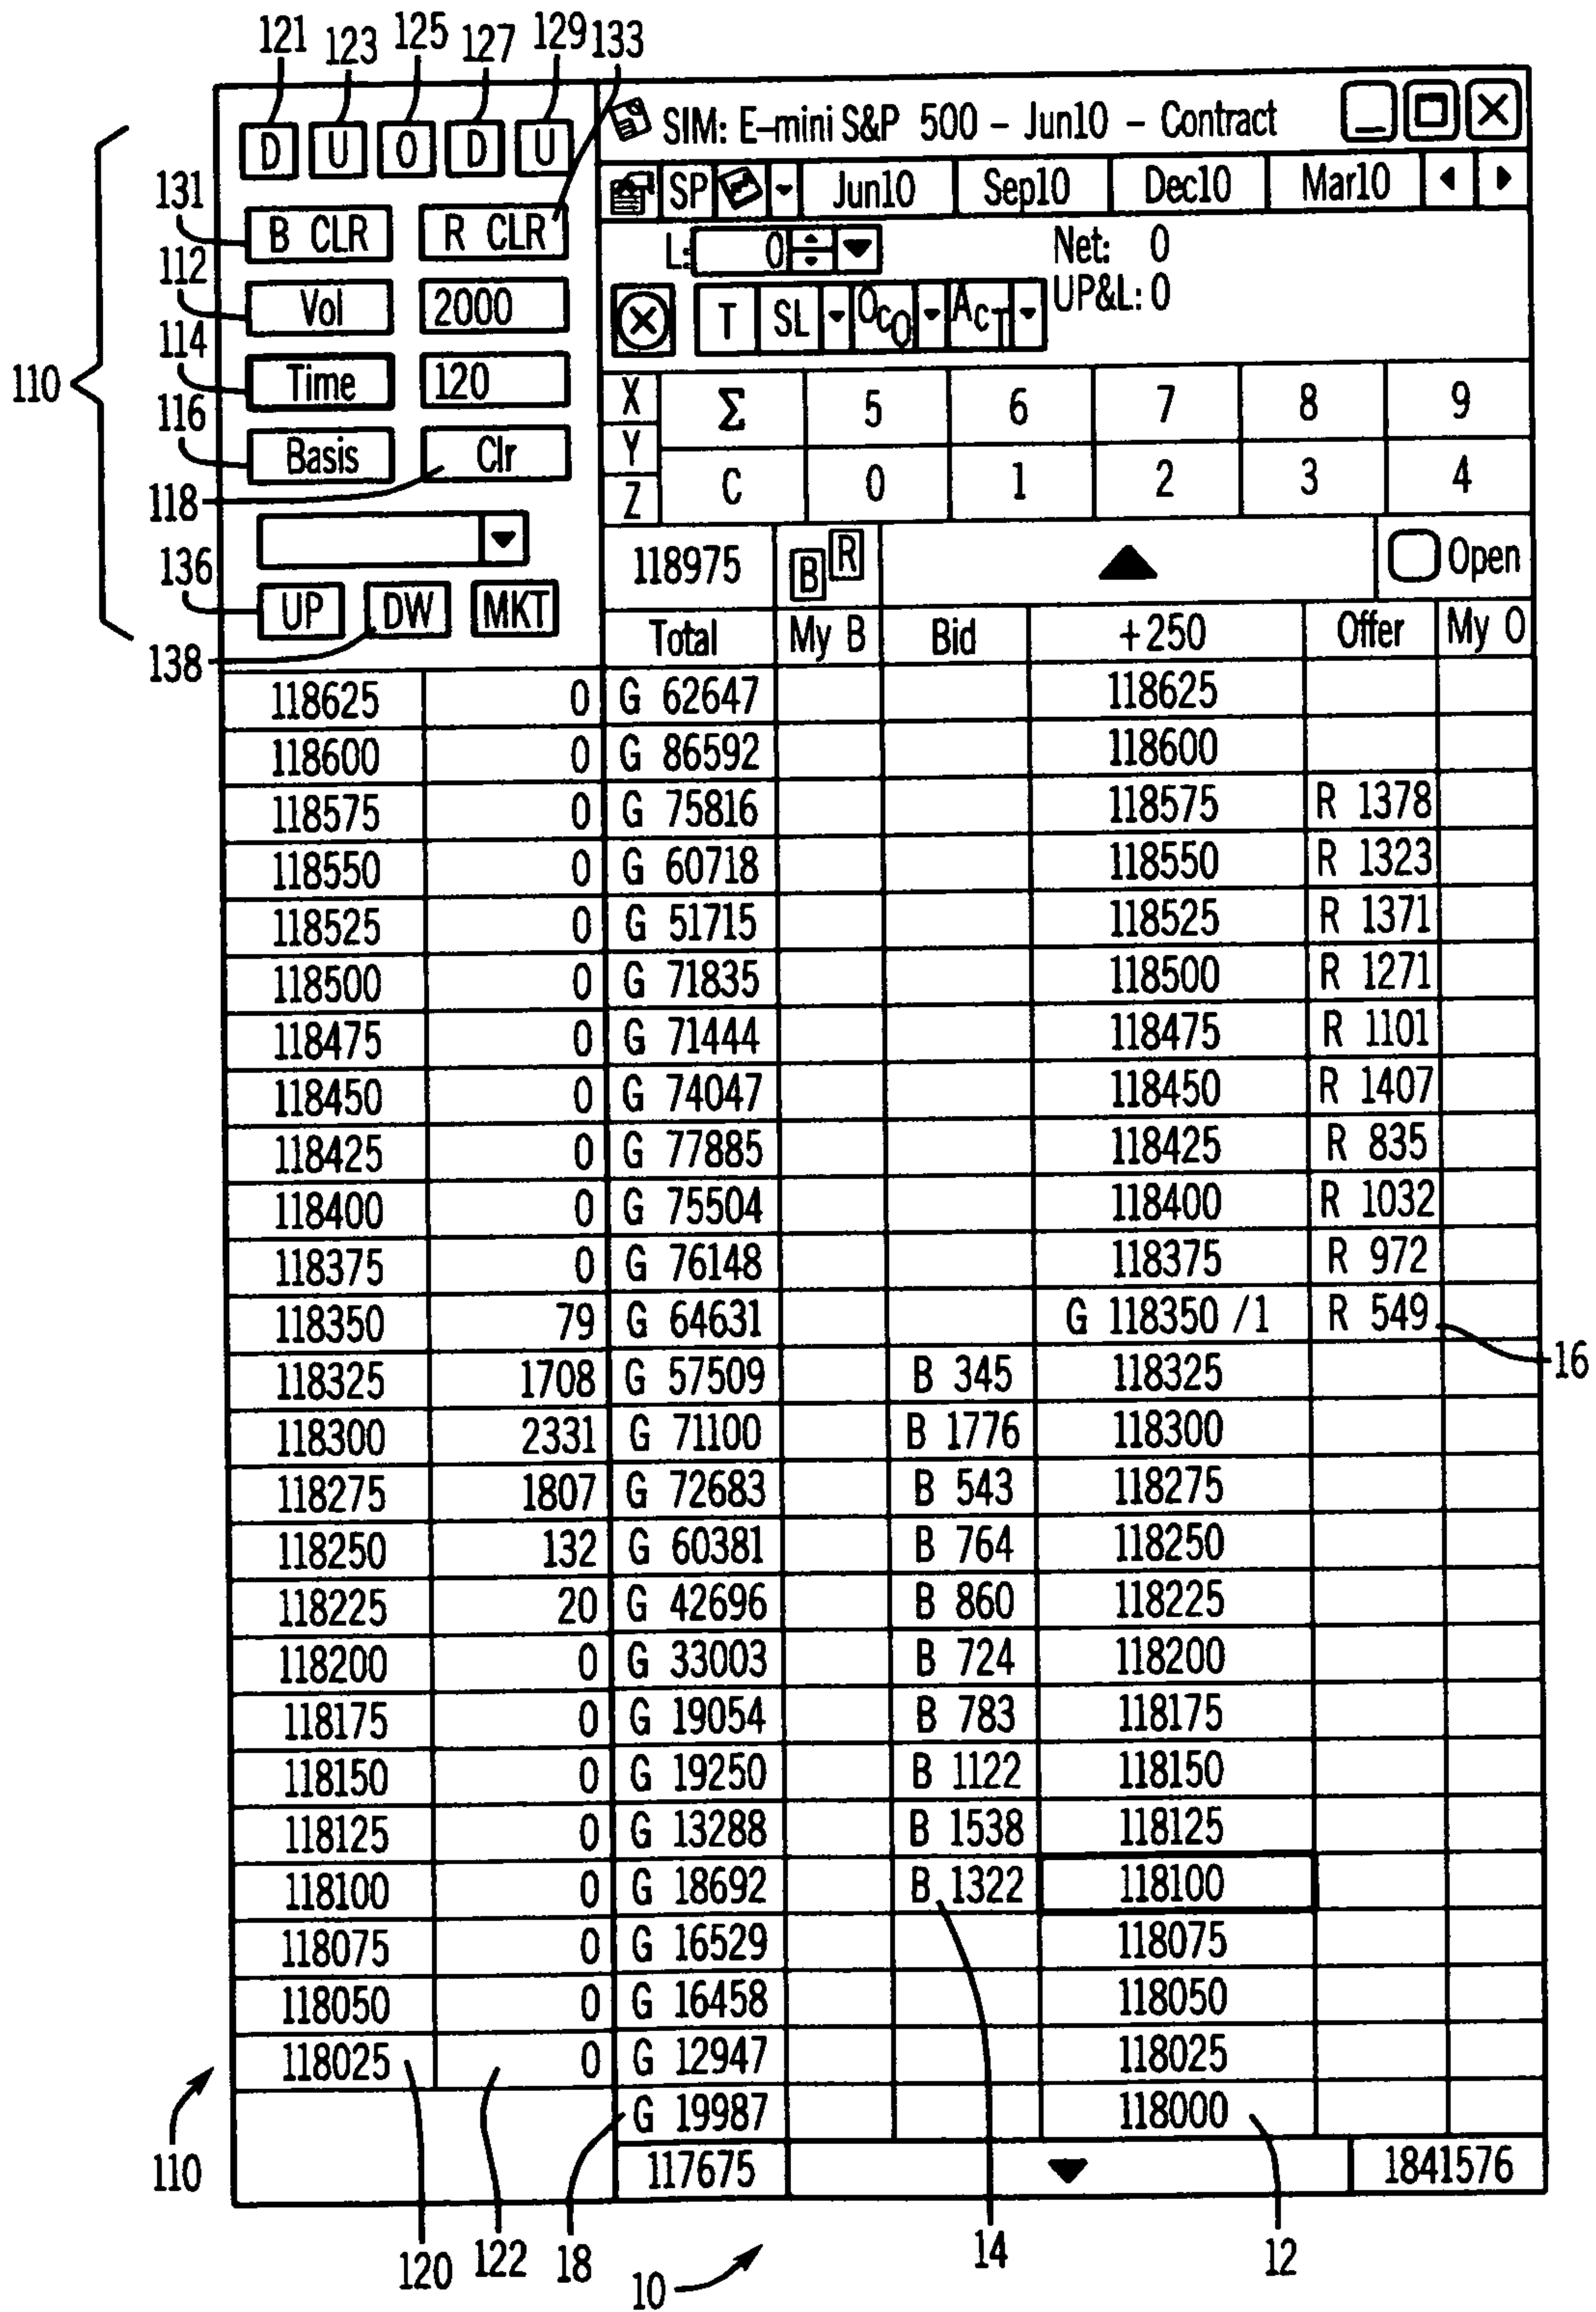 121 123 125 127 129 133
D U O D U
SIM: E-mini S&P 500 - Jun10 - Contract
SP Jun10 Sep10 Dec10 Mar10
131 B CLR R CLR
L: 0 Net: 0
UP&L: 0
112 Vol 2000
T SL OCO ACT
114 Time 120
110
X Σ 5 6 7 8 9
Y
Z C 0 1 2 3 4
116 Basis Clr
118
118975 B R Open
136 UP DW MKT
138
Total My B Bid +250 Offer My O
118625 0 G 62647 118625
118600 0 G 86592 118600
118575 0 G 75816 118575 R 1378
118550 0 G 60718 118550 R 1323
118525 0 G 51715 118525 R 1371
118500 0 G 71835 118500 R 1271
118475 0 G 71444 118475 R 1101
118450 0 G 74047 118450 R 1407
118425 0 G 77885 118425 R 835
118400 0 G 75504 118400 R 1032
118375 0 G 76148 118375 R 972
118350 79 G 64631 G 118350 /1 R 549
16
118325 1708 G 57509 B 345 118325
118300 2331 G 71100 B 1776 118300
118275 1807 G 72683 B 543 118275
118250 132 G 60381 B 764 118250
118225 20 G 42696 B 860 118225
118200 0 G 33003 B 724 118200
118175 0 G 19054 B 783 118175
118150 0 G 19250 B 1122 118150
118125 0 G 13288 B 1538 118125
118100 0 G 18692 B 1322 118100
118075 0 G 16529 118075
118050 0 G 16458 118050
118025 0 G 12947 118025
G 19987 118000
110 117675 1841576
120 122 18 10 14 12